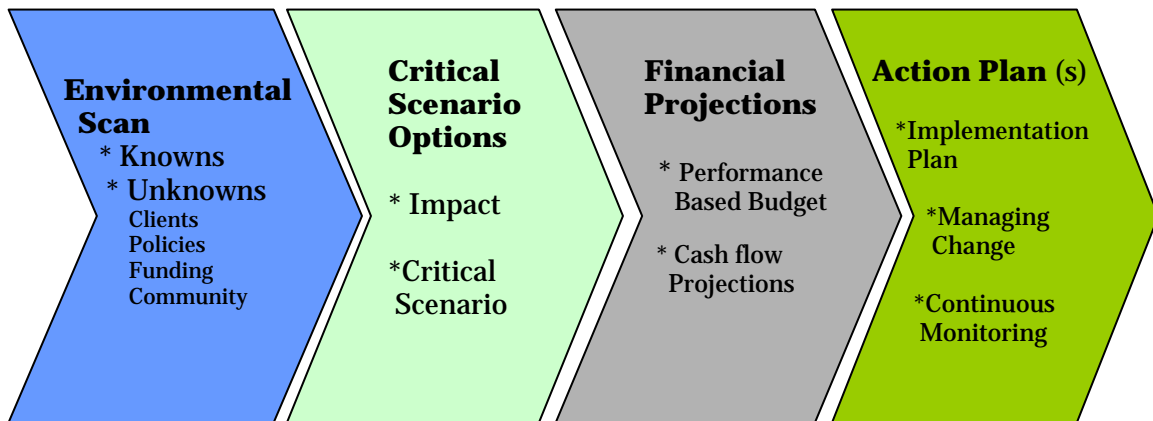 Environmental
Scan
* Knowns
* Unknowns
Clients
Policies
Funding
Community
Critical
Scenario
Options
* Impact
*Critical
Scenario
Financial
Projections
* Performance
Based Budget
* Cash flow
Projections
Action Plan (s)
*Implementation
Plan
*Managing
Change
*Continuous
Monitoring